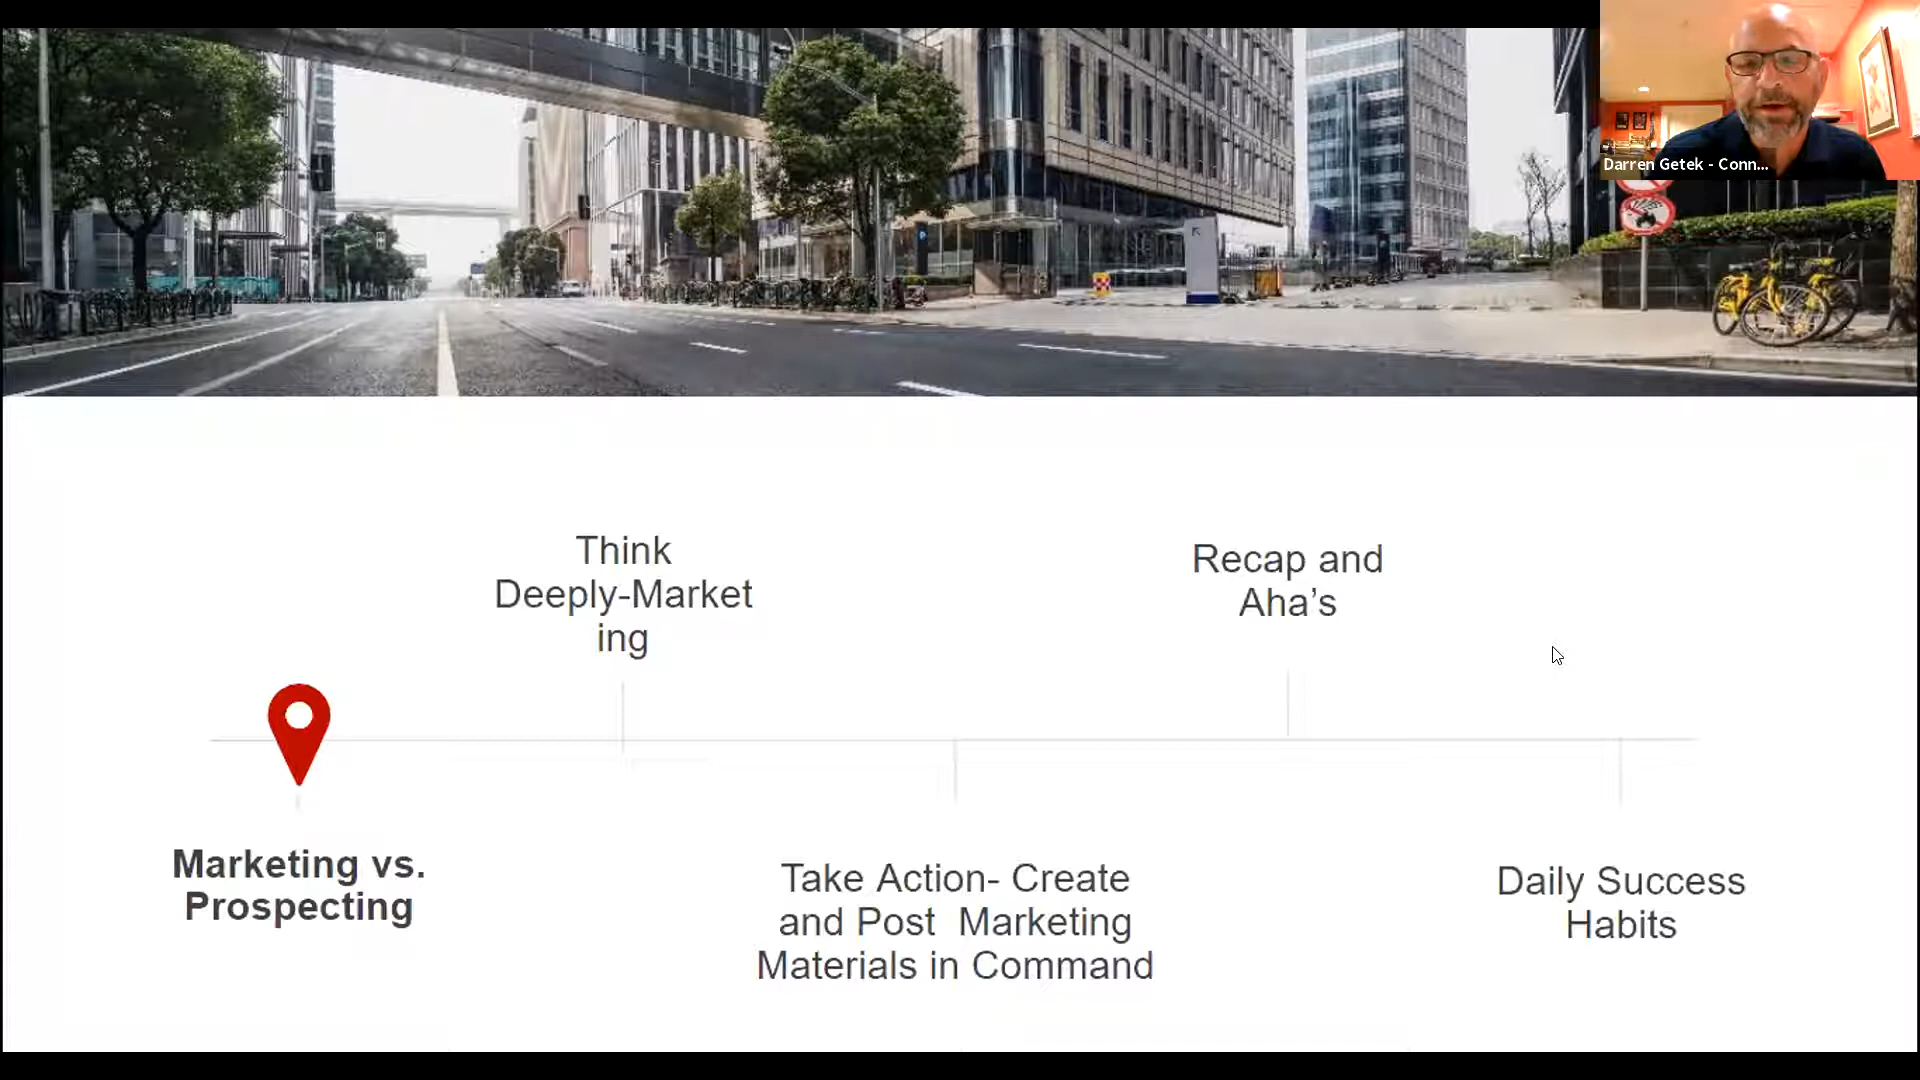 Darren Getek - Conn...
Think
Deeply-Market
ing
Recap and
Aha’s
Marketing vs.
Prospecting
Take Action- Create
and Post  Marketing
Materials in Command
Daily Success
Habits